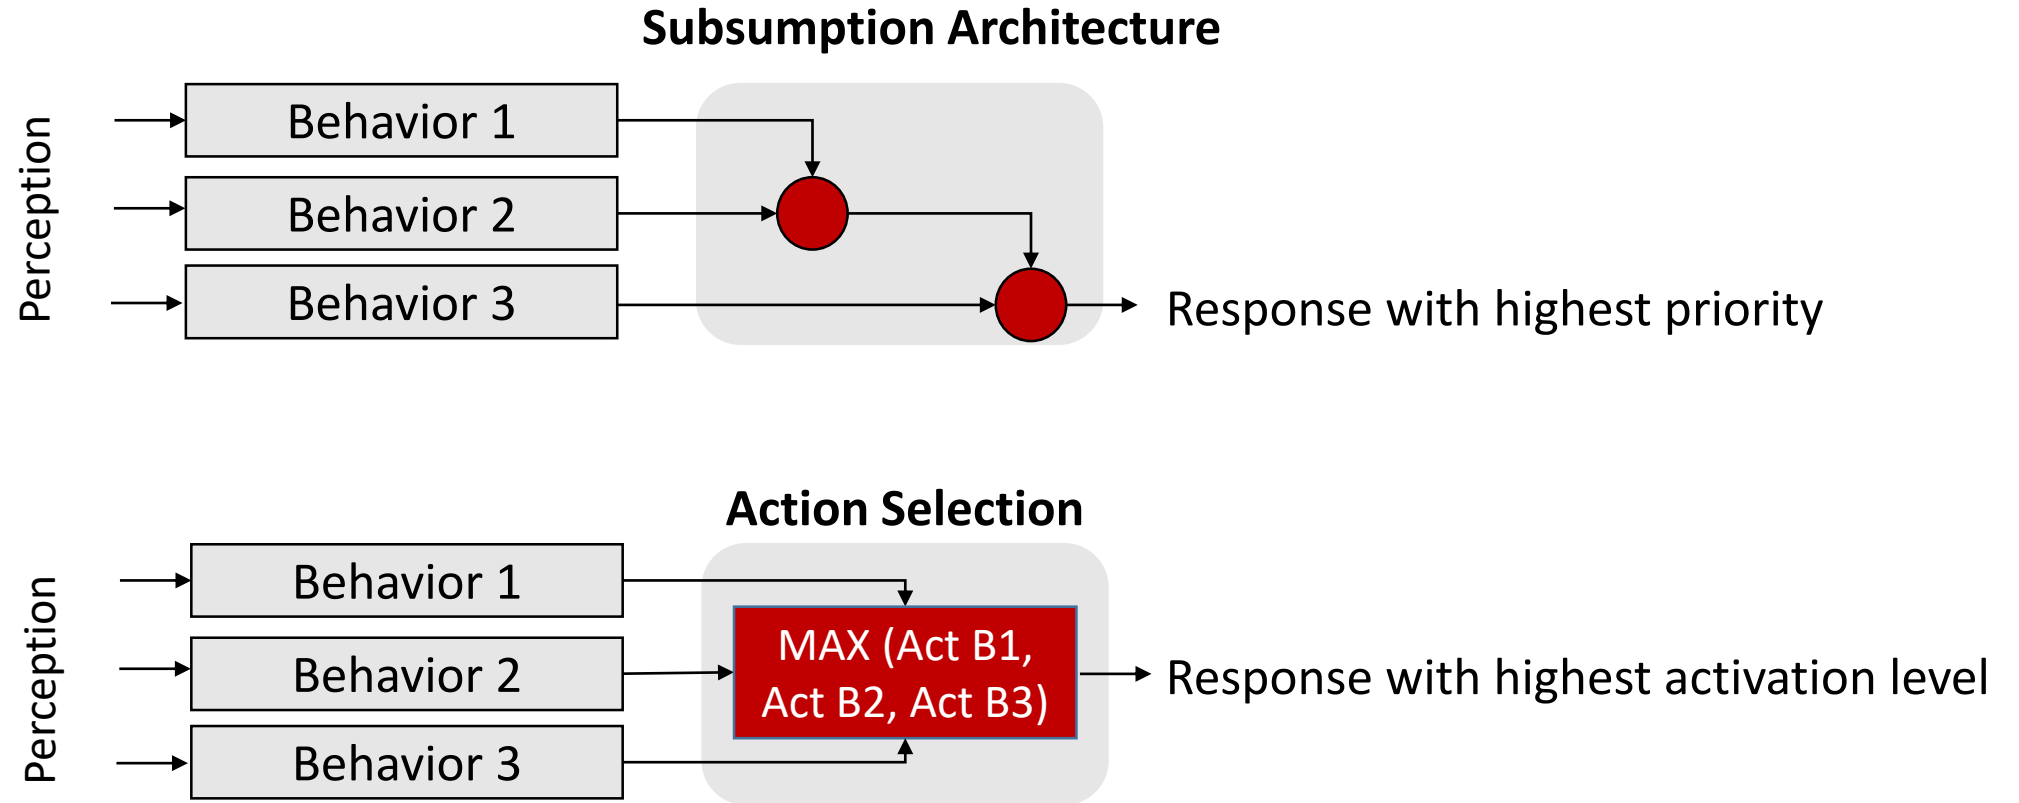 Subsumption Architecture
Perception
Behavior 1
Behavior 2
Behavior 3
Response with highest priority
Action Selection
Perception
Behavior 1
Behavior 2
Behavior 3
MAX (Act B1,
Act B2, Act B3)
Response with highest activation level